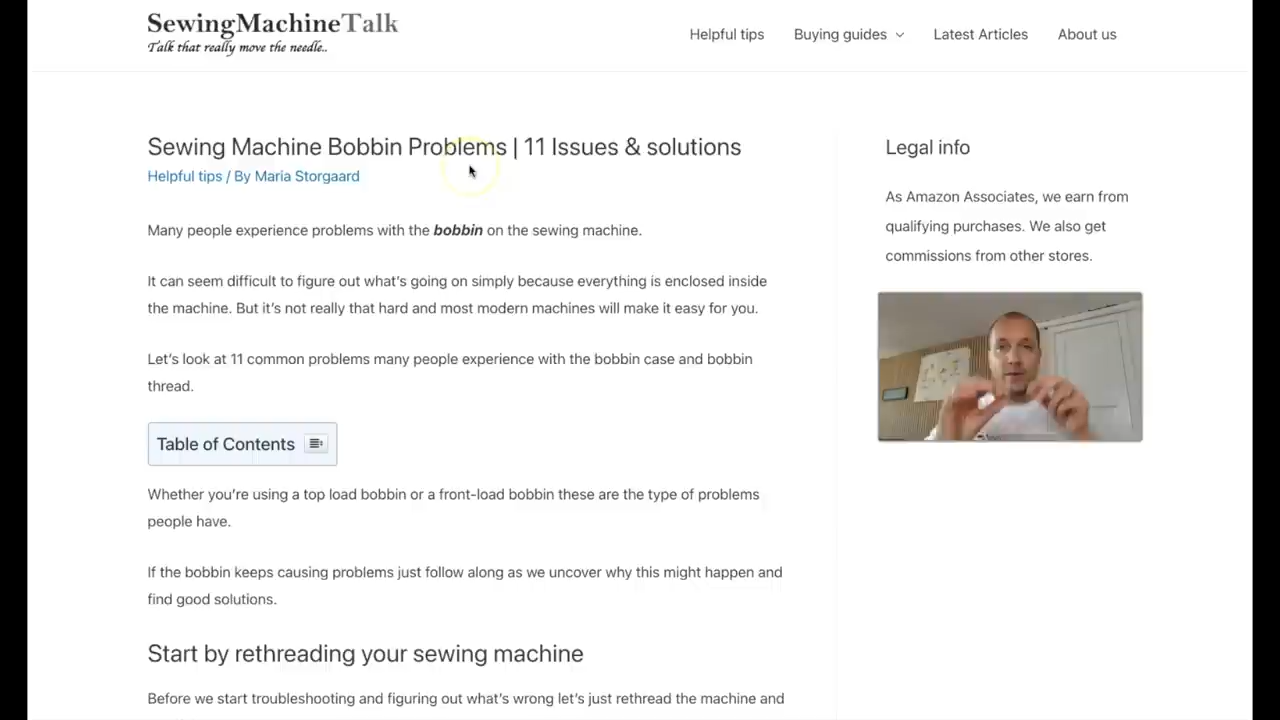 SewingMachineTalk
Talk that really move the needle..
Helpful tips
Buying guides
Latest Articles
About us
Sewing Machine Bobbin Problems | 11 Issues & solutions
Helpful tips / By Maria Storgaard
Many people experience problems with the bobbin on the sewing machine.
It can seem difficult to figure out what's going on simply because everything is enclosed inside
the machine. But it's not really that hard and most modern machines will make it easy for you.
Let's look at 11 common problems many people experience with the bobbin case and bobbin
thread.
Table of Contents
Whether you're using a top load bobbin or a front-load bobbin these are the type of problems
people have.
If the bobbin keeps causing problems just follow along as we uncover why this might happen and
find good solutions.
Start by rethreading your sewing machine
Before we start troubleshooting and figuring out what's wrong let's just rethread the machine and
Legal info
As Amazon Associates, we earn from
qualifying purchases. We also get
commissions from other stores.